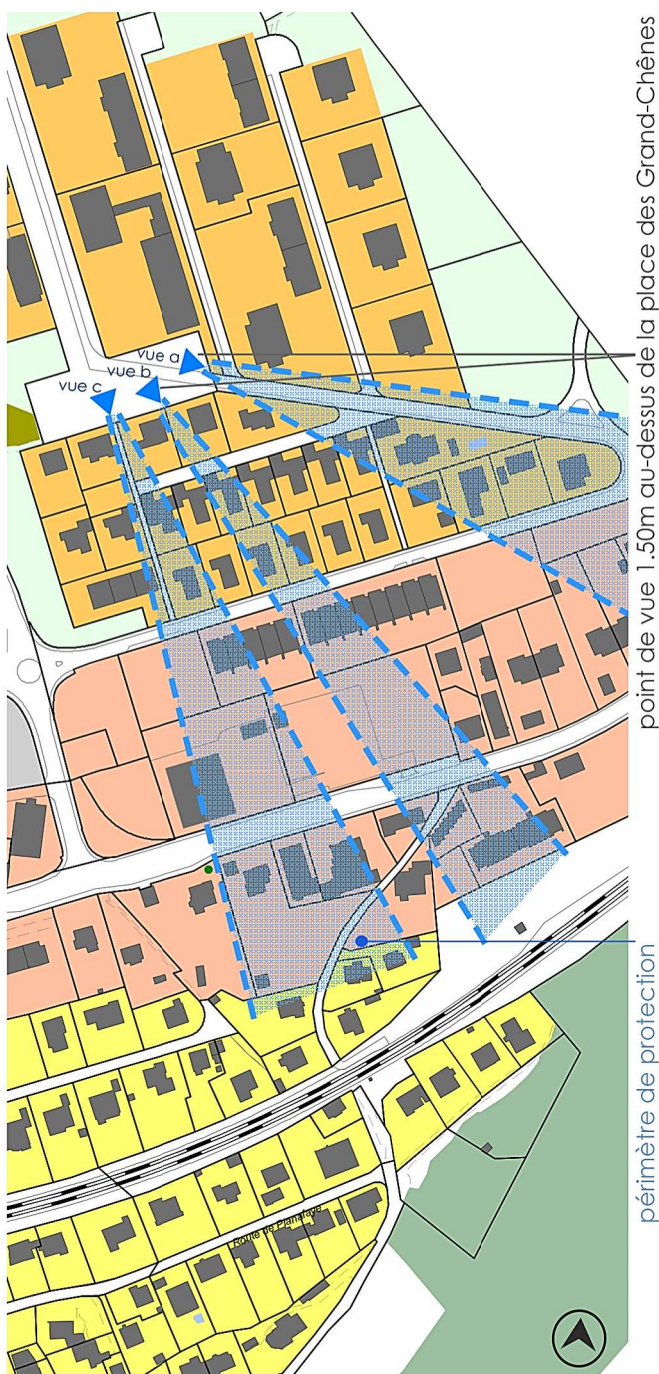 vue a
vue b
vue c
point de vue 1.50m au-dessus de la place des Grand-Chênes
périmètre de protection
Route de Planafaye